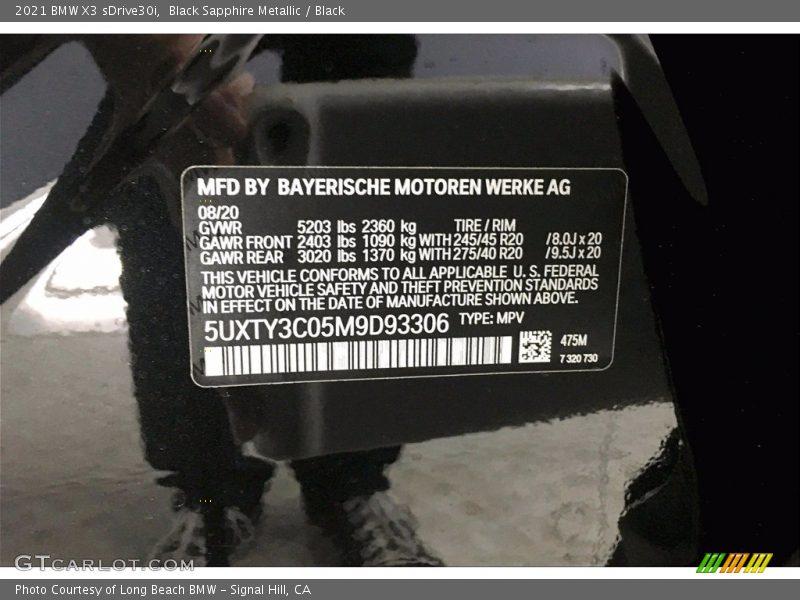 2021 BMW X3 sDrive30i,  Black Sapphire Metallic / Black
MFD BY BAYERISCHE MOTOREN WERKE AG
08/20
GVWR 5203 lbs 2360 kg TIRE / RIM
GAWR FRONT 2403 lbs 1090 kg WITH 245/45 R20 /8.0J x 20
GAWR REAR 3020 lbs 1370 kg WITH 275/40 R20 /9.5J x 20
THIS VEHICLE CONFORMS TO ALL APPLICABLE U. S. FEDERAL
MOTOR VEHICLE SAFETY AND THEFT PREVENTION STANDARDS
IN EFFECT ON THE DATE OF MANUFACTURE SHOWN ABOVE.
5UXTY3C05M9D93306 TYPE: MPV
475M
7 320 730
GTCARLOT.COM
Photo Courtesy of Long Beach BMW - Signal Hill, CA